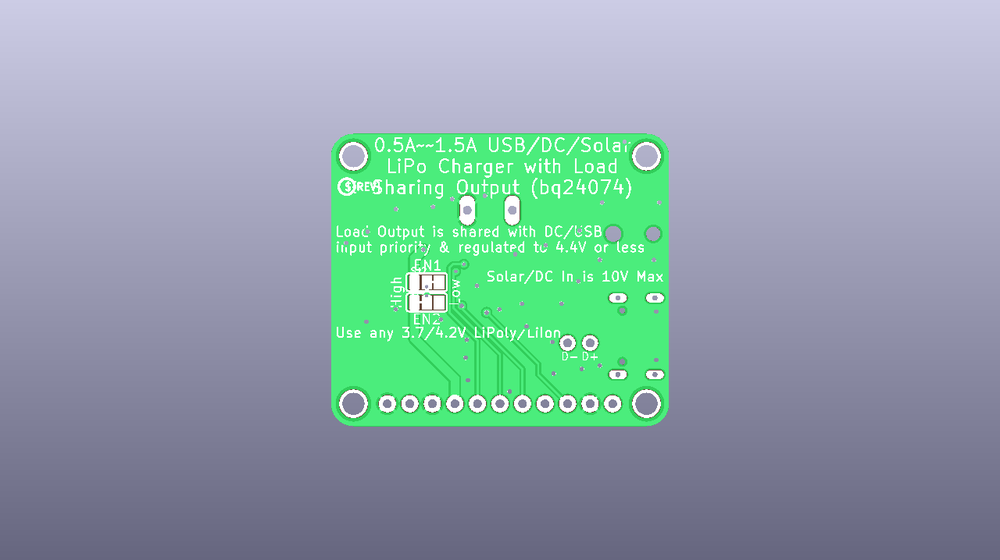 0.5A~~1.5A USB/DC/Solar
LiPo Charger with Load
Sharing Output (bq24074)
Load Output is shared with DC/USB
input priority & regulated to 4.4V or less
EN1
Solar/DC In is 10V Max
High
Low
EN2
Use any 3.7/4.2V LiPoly/LiIon
D- D+